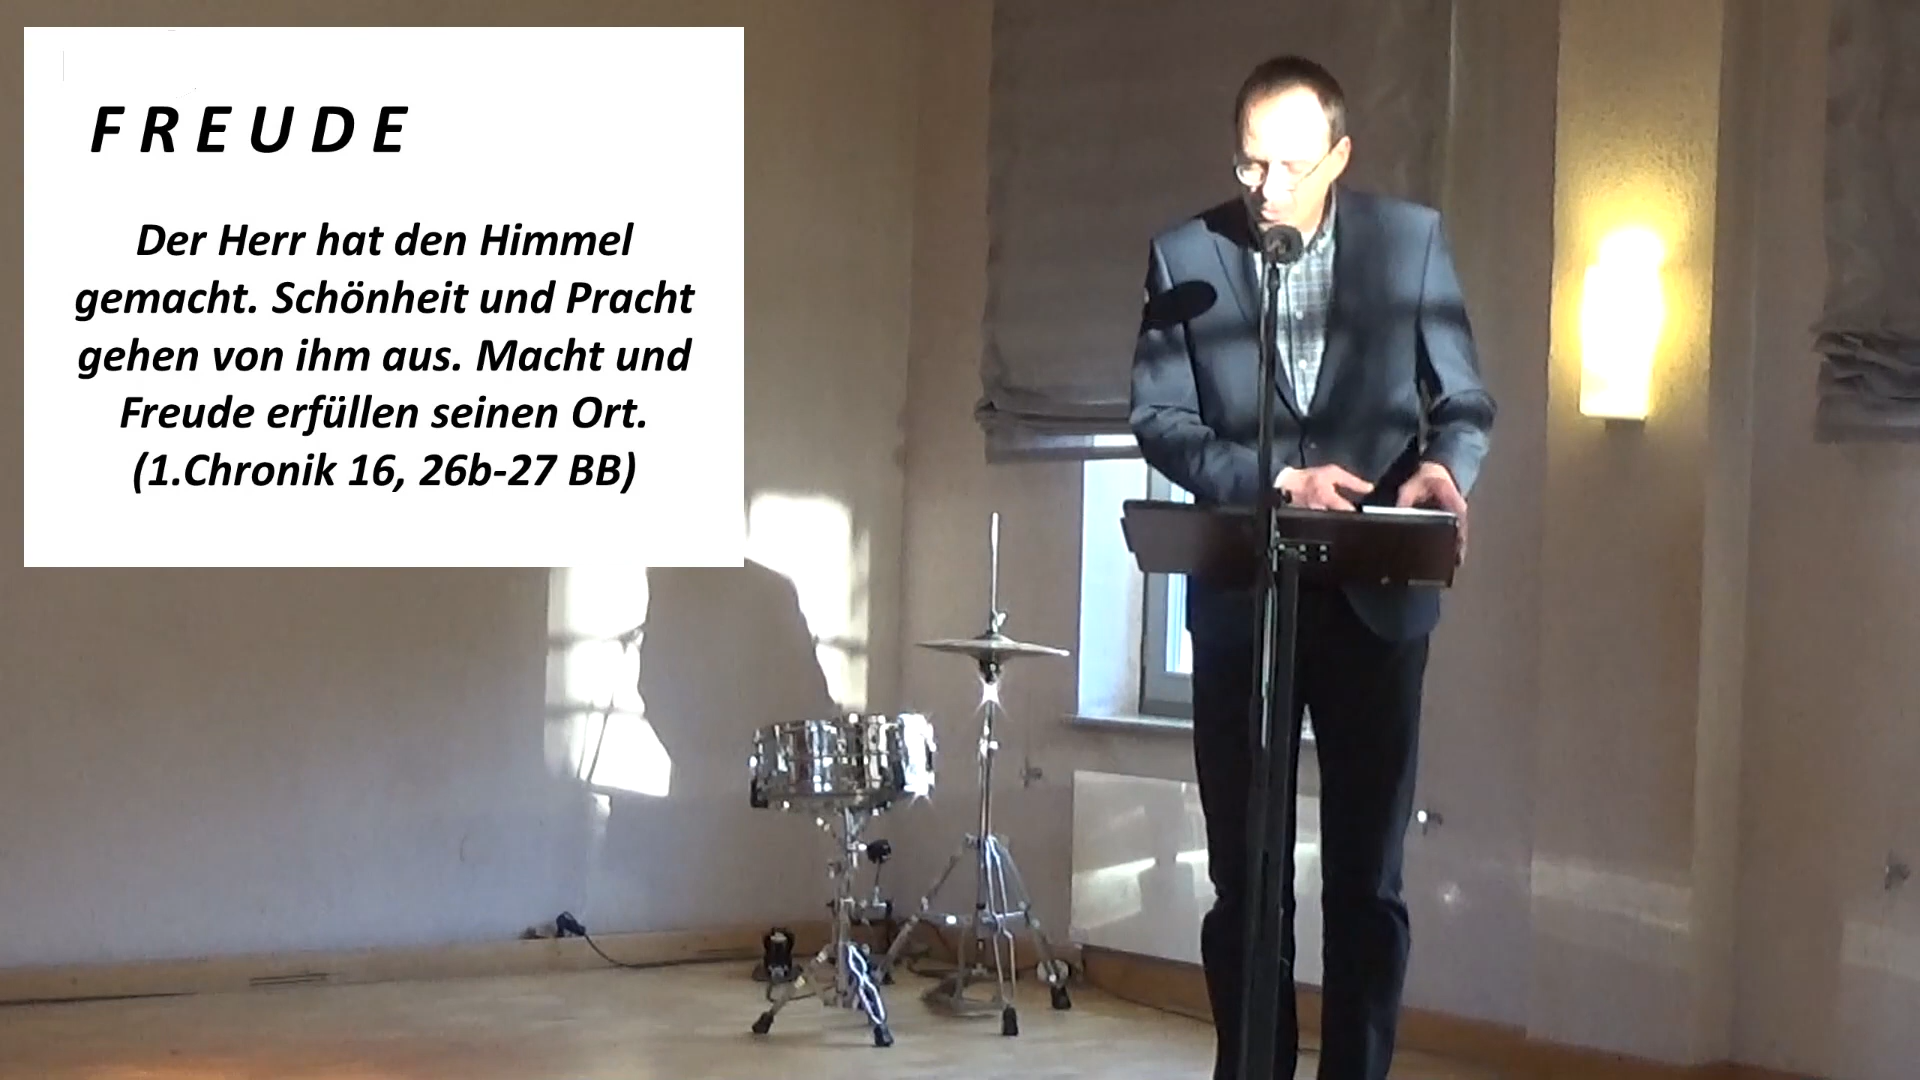 FREUDE
Der Herr hat den Himmel
gemacht. Schönheit und Pracht
gehen von ihm aus. Macht und
Freude erfüllen seinen Ort.
(1.Chronik 16, 26b-27 BB)